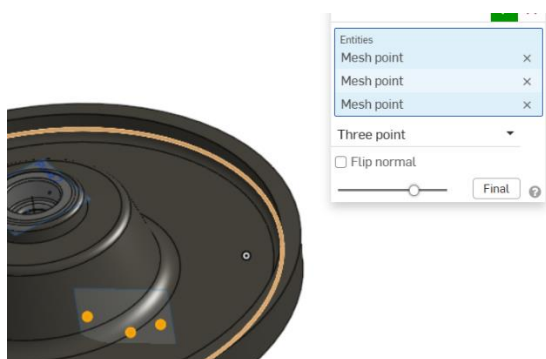 Entities
Mesh point
Mesh point
Mesh point
Three point
Flip normal
Final